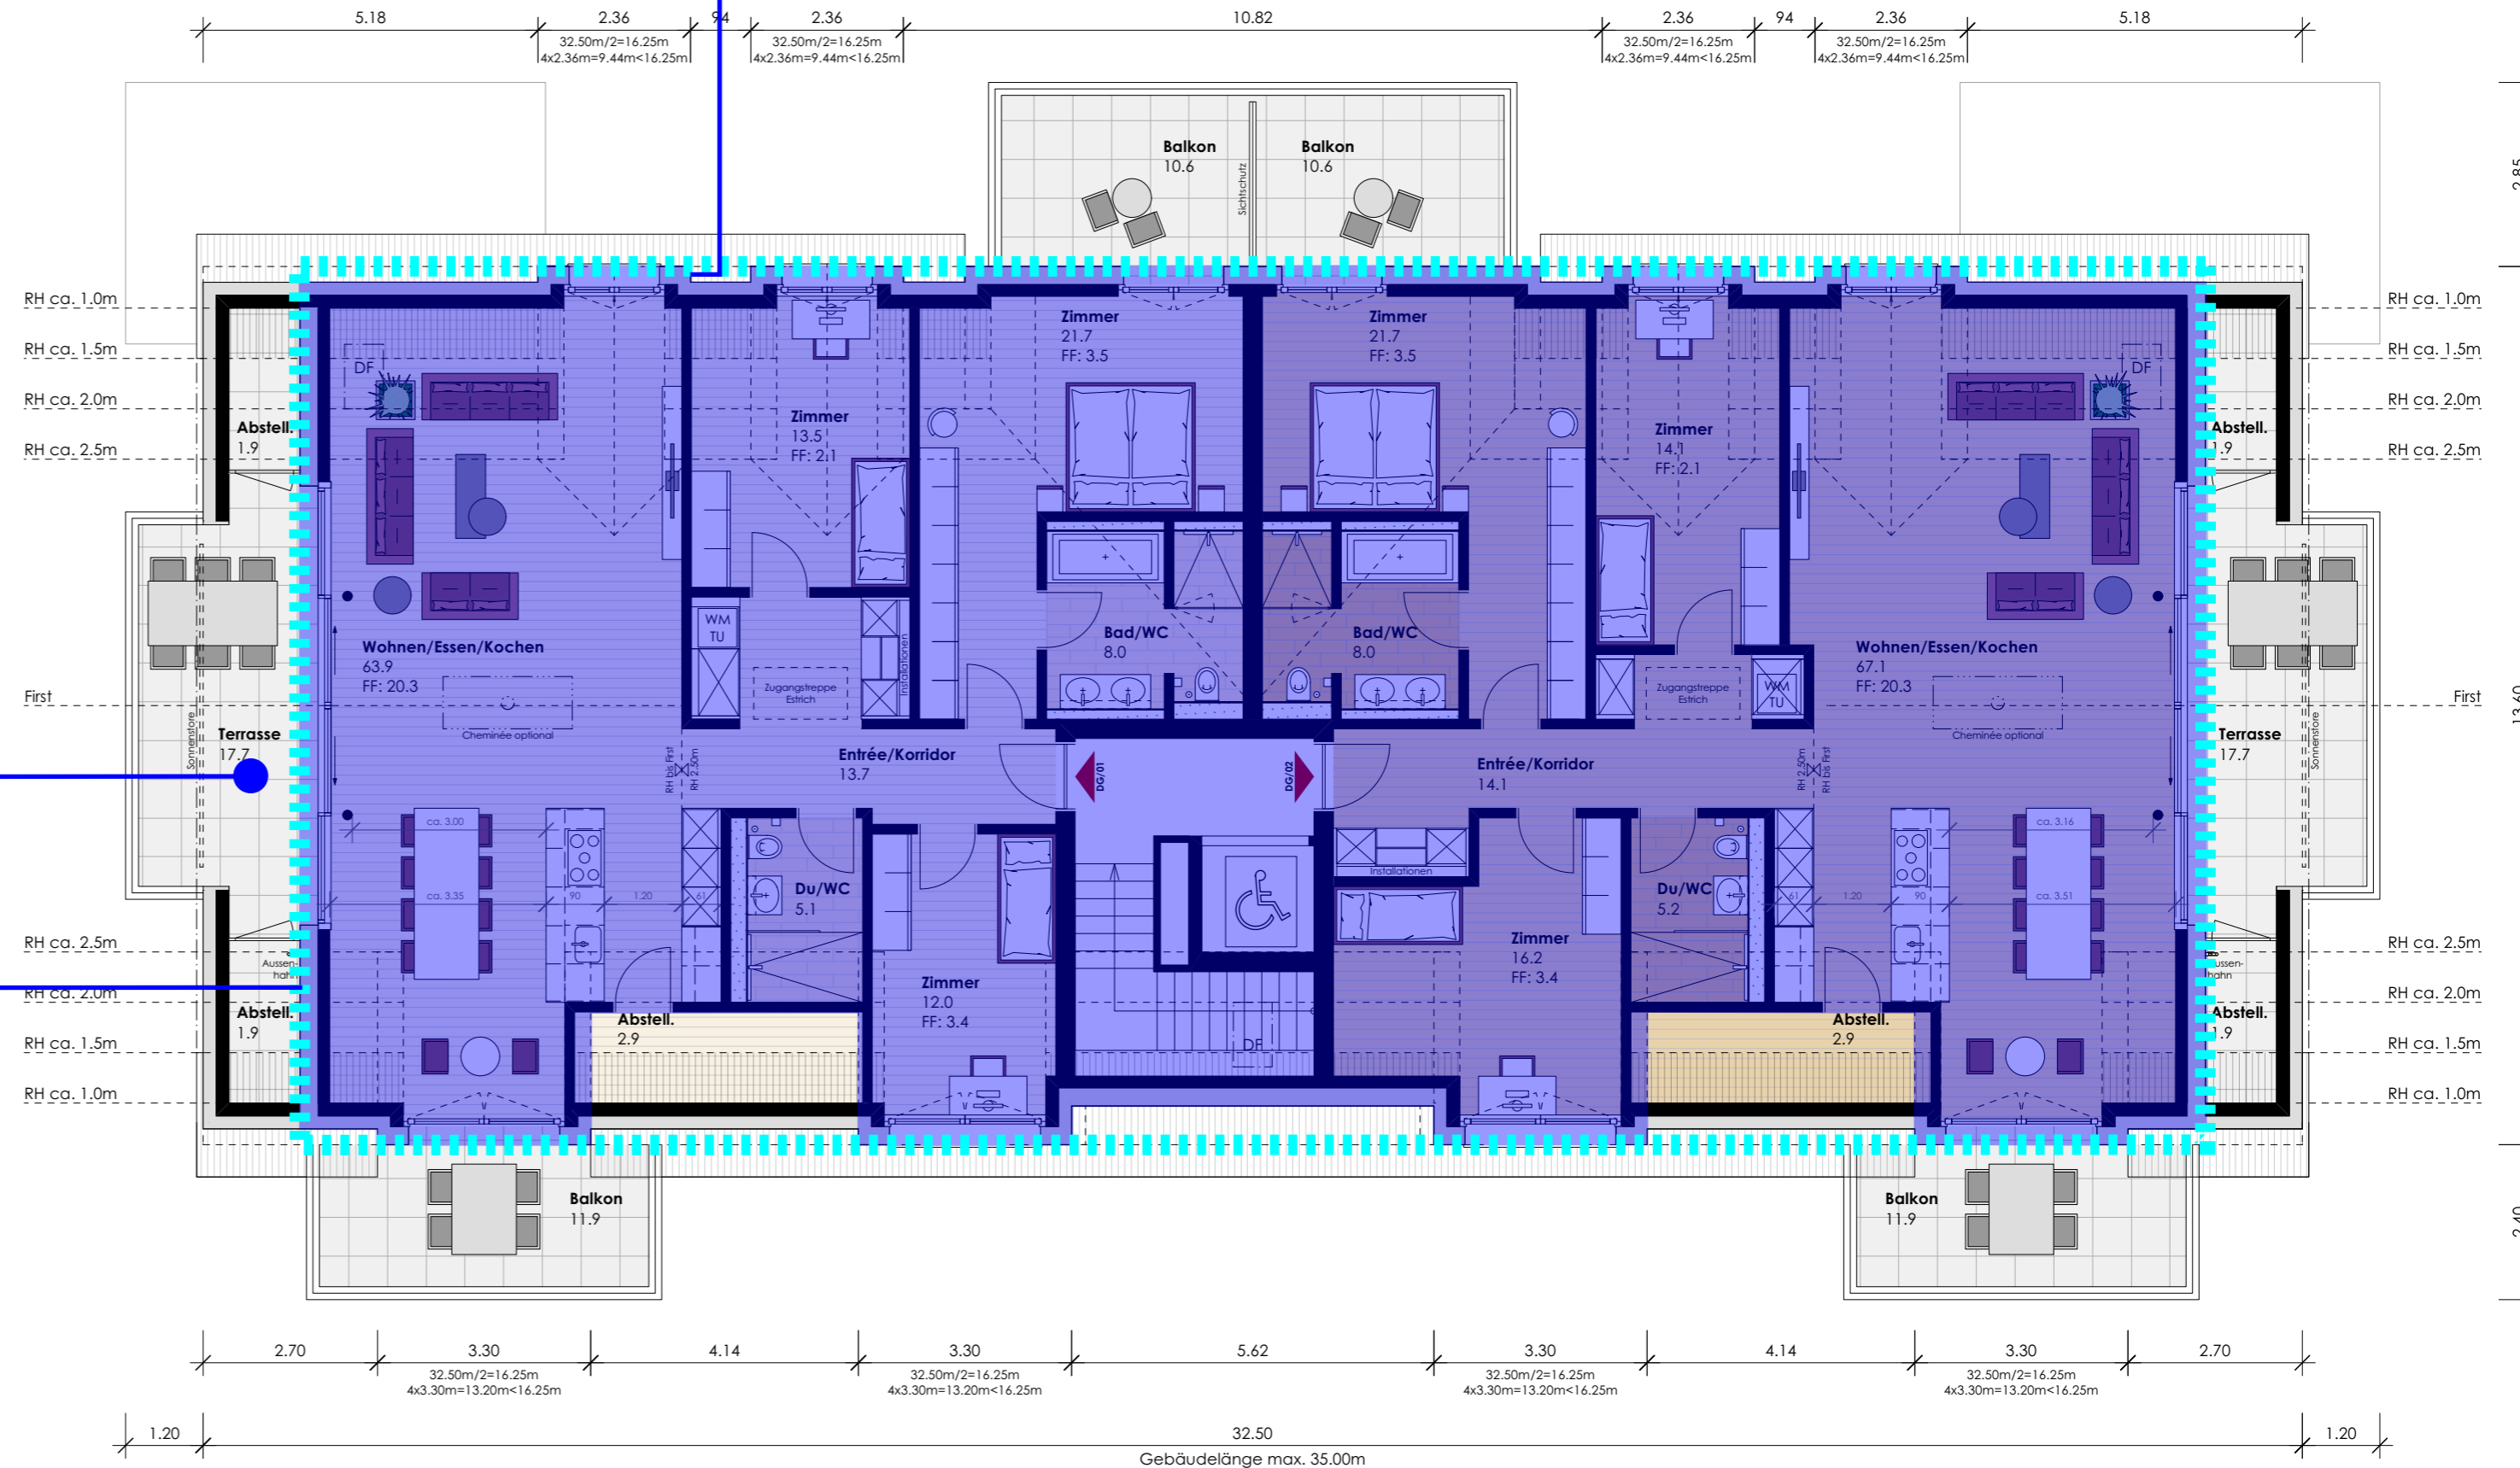 5.18 2.36 94 2.36 10.82 2.36 94 2.36 5.18
32.50m/2=16.25m 32.50m/2=16.25m 32.50m/2=16.25m 32.50m/2=16.25m
4x2.36m=9.44m<16.25m 4x2.36m=9.44m<16.25m 4x2.36m=9.44m<16.25m 4x2.36m=9.44m<16.25m
Balkon
10.6
Sichtschutz
Balkon
10.6
2.85
RH ca. 1.0m
RH ca. 1.5m
RH ca. 2.0m
RH ca. 2.5m
RH ca. 1.0m
RH ca. 1.5m
RH ca. 2.0m
RH ca. 2.5m
DF
Abstell.
1.9
Zimmer
13.5
FF: 2.1
Zimmer
21.7
FF: 3.5
Zimmer
21.7
FF: 3.5
Zimmer
14.1
FF: 2.1
DF
Abstell.
1.9
Wohnen/Essen/Kochen
63.9
FF: 20.3
WM
TU
Zugangstreppe
Estrich
Installationen
Bad/WC
8.0
Bad/WC
8.0
Zugangstreppe
Estrich
WM
TU
Wohnen/Essen/Kochen
67.1
FF: 20.3
First
First
13.60
Sonnenstore
Terrasse
17.7
Cheminée optional
RH bis First
RH 2.50m
Entrée/Korridor
13.7
DG/01
DG/02
Entrée/Korridor
14.1
RH 2.50m
RH bis First
Cheminée optional
Terrasse
17.7
Sonnenstore
ca. 3.00
ca. 3.35 90 1.20 61
Du/WC
5.1
Installationen
Du/WC
5.2
ca. 3.16
61 1.20 90 ca. 3.51
RH ca. 2.5m
RH ca. 2.0m
RH ca. 1.5m
RH ca. 1.0m
Aussen-
hahn
Abstell.
1.9
Abstell.
2.9
Zimmer
12.0
FF: 3.4
DF
Zimmer
16.2
FF: 3.4
Abstell.
2.9
Aussen-
hahn
Abstell.
1.9
RH ca. 2.5m
RH ca. 2.0m
RH ca. 1.5m
RH ca. 1.0m
Balkon
11.9
Balkon
11.9
2.40
2.70 3.30 4.14 3.30 5.62 3.30 4.14 3.30 2.70
32.50m/2=16.25m 32.50m/2=16.25m 32.50m/2=16.25m 32.50m/2=16.25m
4x3.30m=13.20m<16.25m 4x3.30m=13.20m<16.25m 4x3.30m=13.20m<16.25m 4x3.30m=13.20m<16.25m
1.20 32.50 1.20
Gebäudelänge max. 35.00m